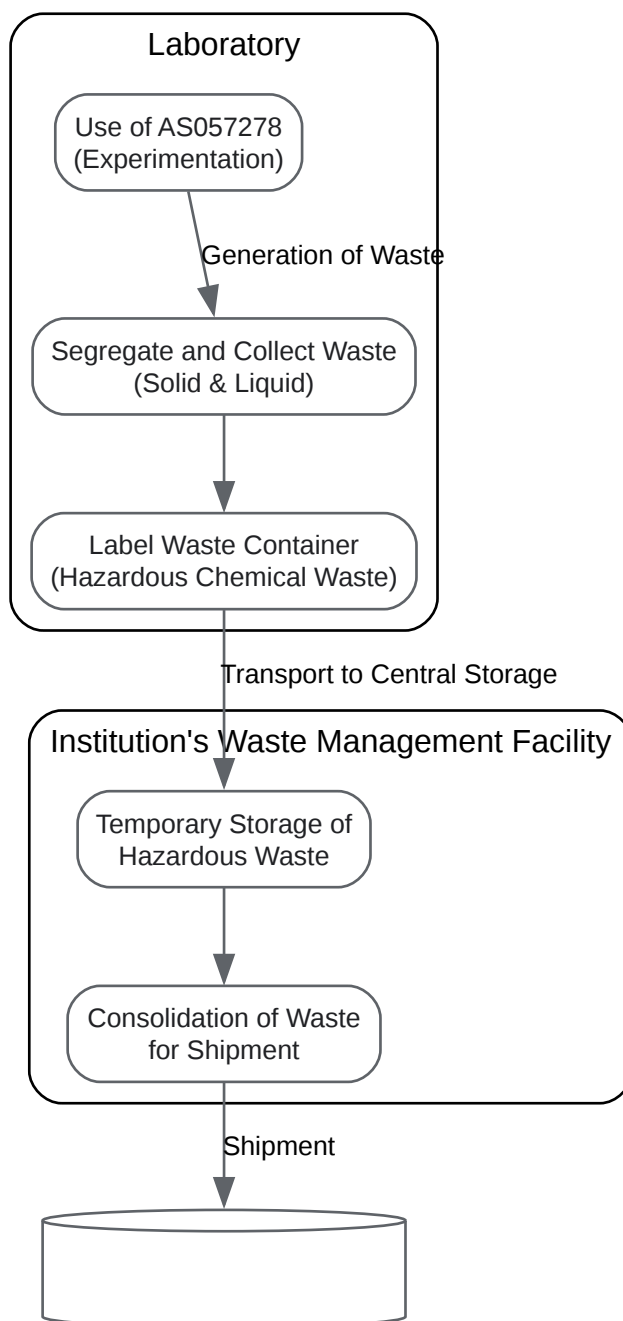 Laboratory
Use of AS057278
(Experimentation)
Generation of Waste
Segregate and Collect Waste
(Solid & Liquid)
Label Waste Container
(Hazardous Chemical Waste)
Transport to Central Storage
Institution's Waste Management Facility
Temporary Storage of
Hazardous Waste
Consolidation of Waste
for Shipment
Shipment